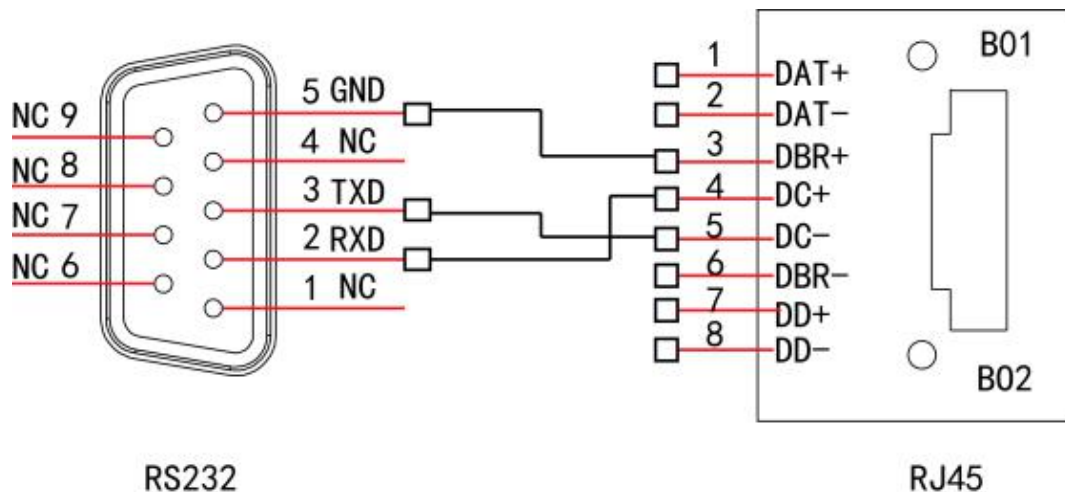 NC 9
NC 8
NC 7
NC 6
5 GND
4 NC
3 TXD
2 RXD
1 NC
1 DAT+
2 DAT-
3 DBR+
4 DC+
5 DC-
6 DBR-
7 DD+
8 DD-
B01
B02
RS232
RJ45